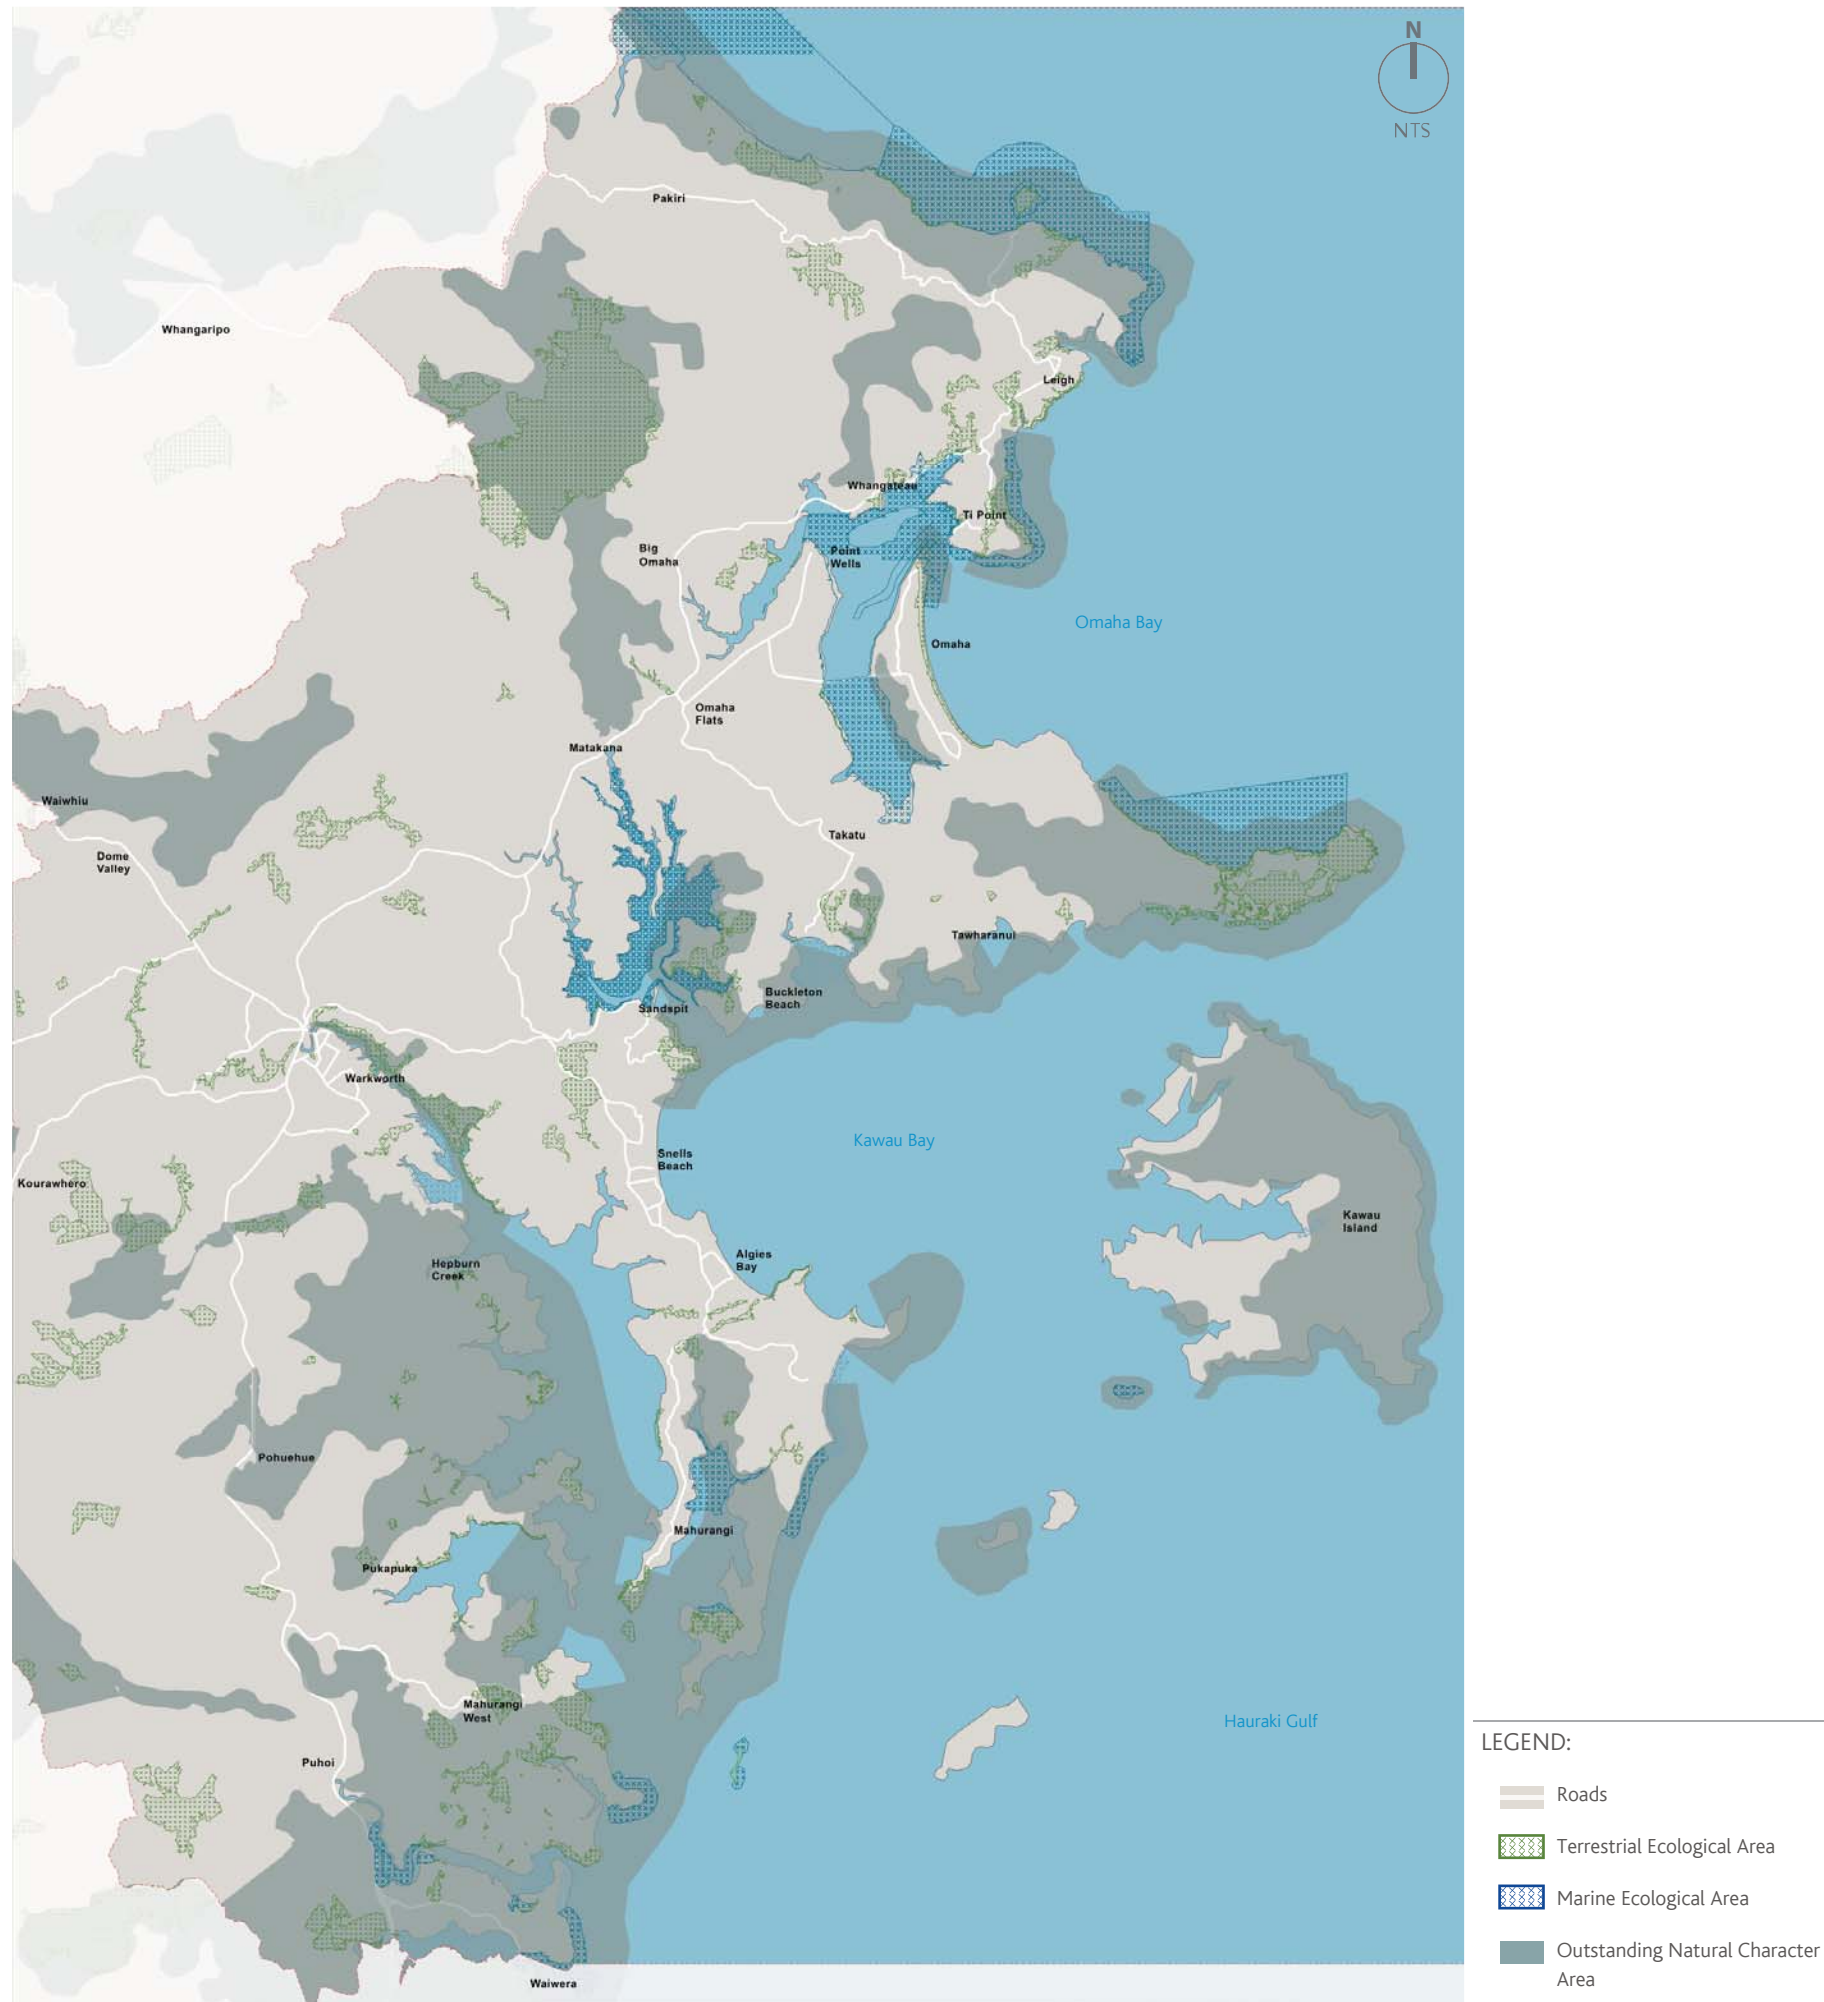 N
NTS
Pakiri
Whangaripo
Leigh
Whangateau
Ti Point
Big
Omaha
Point
Wells
Omaha Bay
Omaha
Omaha
Flats
Matakana
Waiwhiu
Takatu
Dome
Valley
Tawharanui
Buckleton
Beach
Sandspit
Warkworth
Kawau Bay
Snells
Beach
Kourawhero
Kawau
Island
Algies
Bay
Hepburn
Creek
Pohuehue
Mahurangi
Pukapuka
Mahurangi
West
Hauraki Gulf
Puhoi
Waiwera
LEGEND:
Roads
Terrestrial Ecological Area
Marine Ecological Area
Outstanding Natural Character
Area